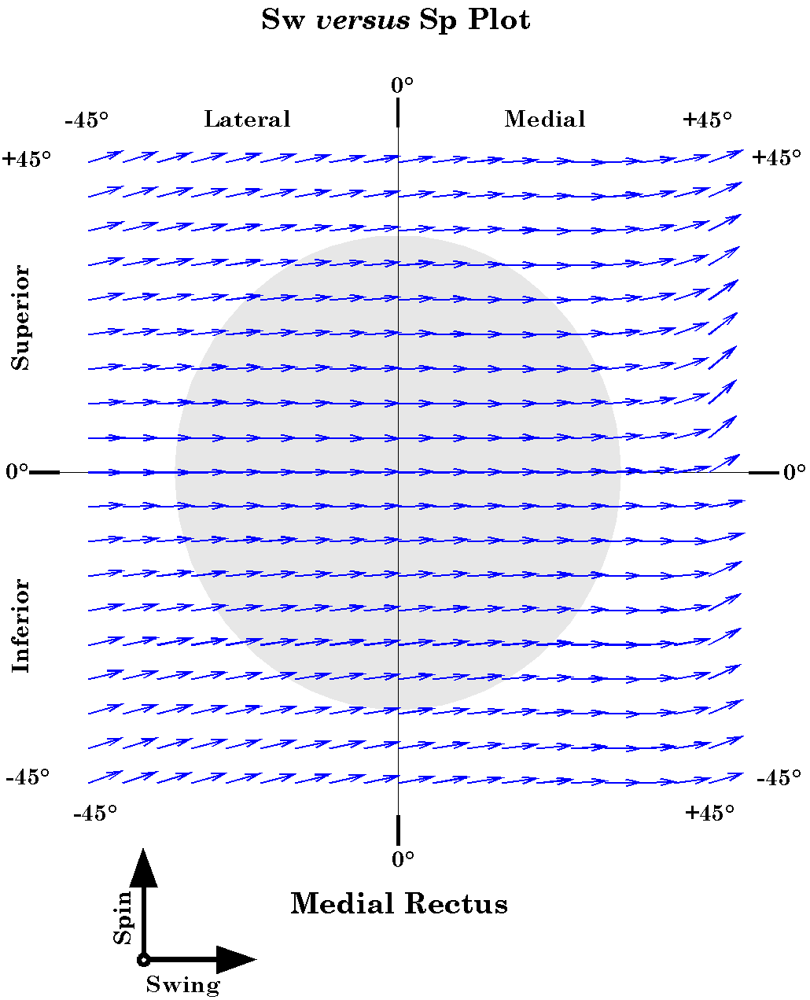 Sw versus Sp Plot
0°
-45° Lateral Medial +45°
+45° +45°
Superior
0° 0°
Inferior
-45° -45°
-45° +45°
0°
Medial Rectus
Spin
Swing